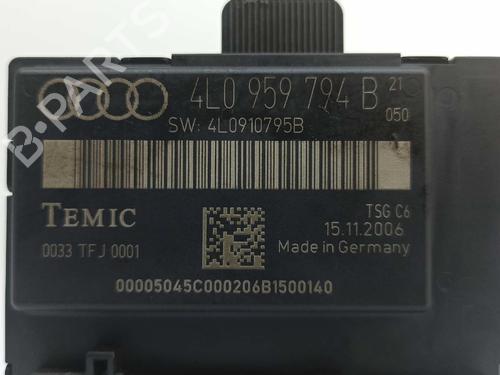 4L0 959 794 B 21
050
SW: 4L0910795B
TEMIC
TSG C6
15.11.2006
0033 TFJ 0001
Made in Germany
00005045C000206B1500140
B-PARTS